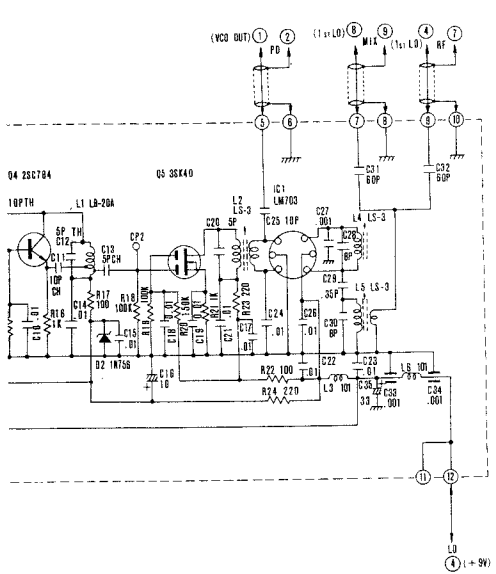 (VCO OUT) 1 2 (1st LO) 8 9 4 7
PD MIX (1st LO) RF
5 6 7 8 9 10
C31
60P
C32
60P
Q4 2SC784
Q5 3SK40
IC1
LM703
10PTH
L1 LB-20A
L2
LS-3
C25 10P
C27
.001
L4 LS-3
5P TH
C12
C20
5P
C28
8P
C11
C13
5PCH
CP2
10P
CH
C29
.35P
L5 LS-3
R17
100
R18
100K
100K
R19
150K
R20
.01
R21 1K
R23 220
C10 .01
R16
1K
C14 .01
C15
.01
C18
C19
.01
C21
.01
C17
.01
C24
.01
C26
.01
C30
8P
D2 1N756
C16
10
R22 100
C22
.01
C23
.01
L6 101
R24 220
L3 101
C35
33
C33
.001
C34
.001
11 12
LO
4 (+9V)